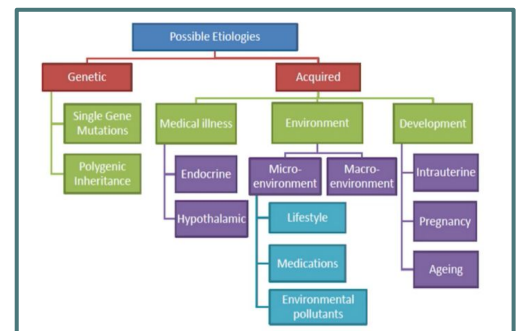 Possible Etiologies
Genetic
Acquired
Single Gene
Mutations
Medical illness
Environment
Development
Polygenic
Inheritance
Endocrine
Micro-
environment
Macro-
environment
Intrauterine
Hypothalamic
Lifestyle
Pregnancy
Medications
Ageing
Environmental
pollutants